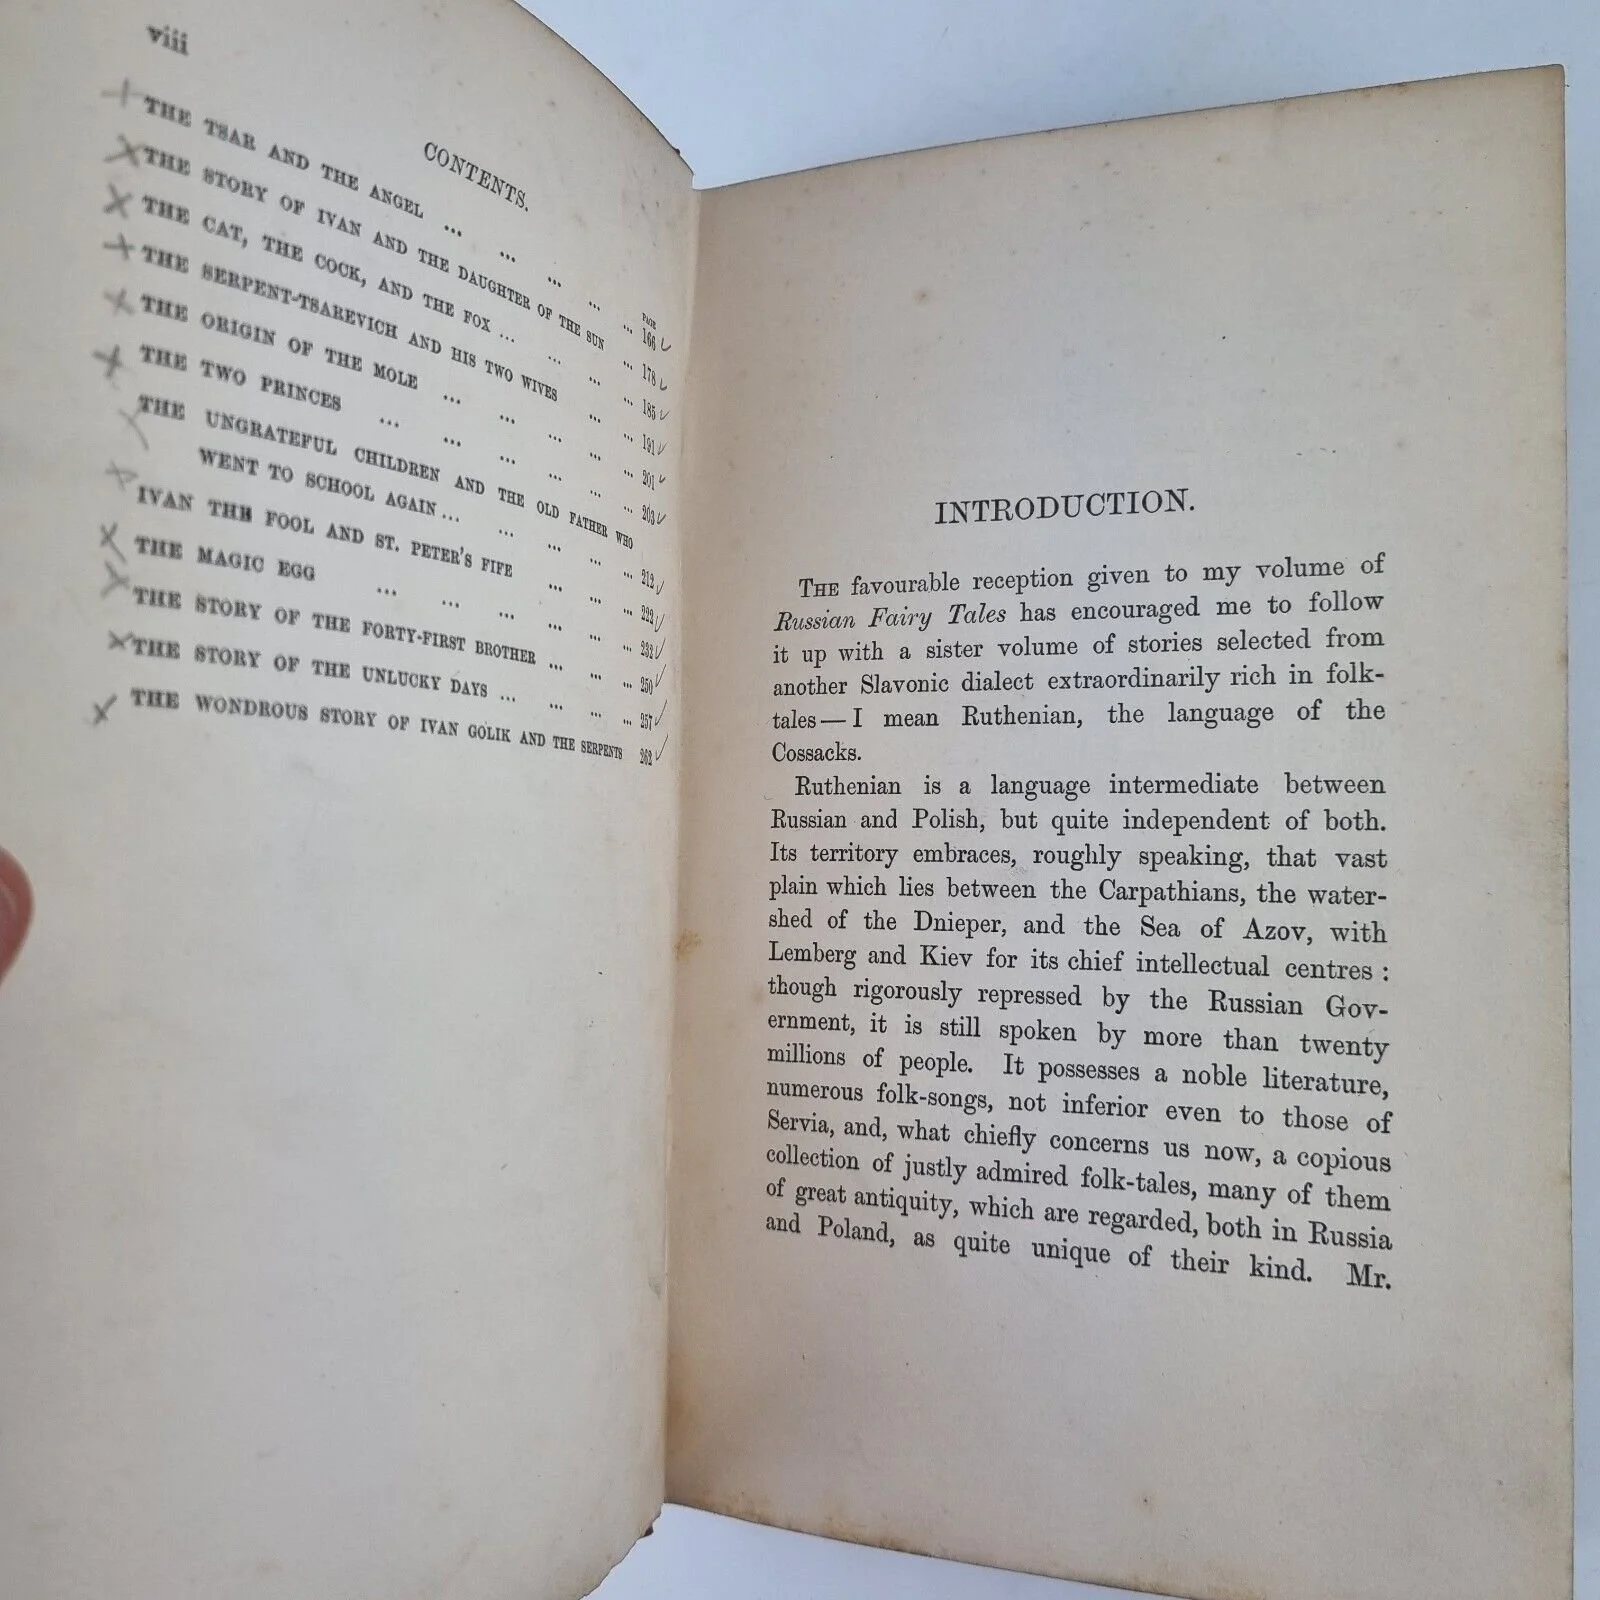 viii
CONTENTS.
PAGE
THE TSAR AND THE ANGEL ... ... ... ... ... 166
THE STORY OF IVAN AND THE DAUGHTER OF THE SUN ... 178
THE CAT, THE COCK, AND THE FOX ... ... ... ... 185
THE SERPENT-TSAREVICH AND HIS TWO WIVES ... ... 191
THE ORIGIN OF THE MOLE ... ... ... ... ... 201
THE TWO PRINCES ... ... ... ... ... ... 203
THE UNGRATEFUL CHILDREN AND THE OLD FATHER WHO
WENT TO SCHOOL AGAIN ... ... ... ... ... 212
IVAN THE FOOL AND ST. PETER'S FIFE ... ... ... 222
THE MAGIC EGG ... ... ... ... ... ... 232
THE STORY OF THE FORTY-FIRST BROTHER ... ... ... 250
THE STORY OF THE UNLUCKY DAYS ... ... ... ... 257
THE WONDROUS STORY OF IVAN GOLIK AND THE SERPENTS 262
INTRODUCTION.
THE favourable reception given to my volume of
Russian Fairy Tales has encouraged me to follow
it up with a sister volume of stories selected from
another Slavonic dialect extraordinarily rich in folk-
tales — I mean Ruthenian, the language of the
Cossacks.
Ruthenian is a language intermediate between
Russian and Polish, but quite independent of both.
Its territory embraces, roughly speaking, that vast
plain which lies between the Carpathians, the water-
shed of the Dnieper, and the Sea of Azov, with
Lemberg and Kiev for its chief intellectual centres :
though rigorously repressed by the Russian Gov-
ernment, it is still spoken by more than twenty
millions of people. It possesses a noble literature,
numerous folk-songs, not inferior even to those of
Servia, and, what chiefly concerns us now, a copious
collection of justly admired folk-tales, many of them
of great antiquity, which are regarded, both in Russia
and Poland, as quite unique of their kind. Mr.